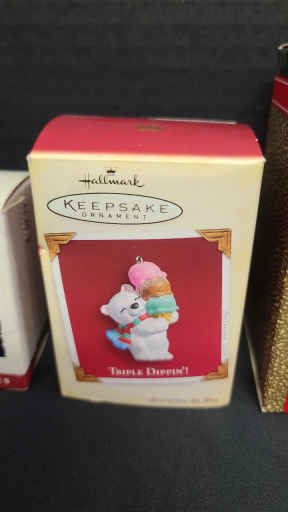 Hallmark
KEEPSAKE
ORNAMENT
TRIPLE DIPPIN'!